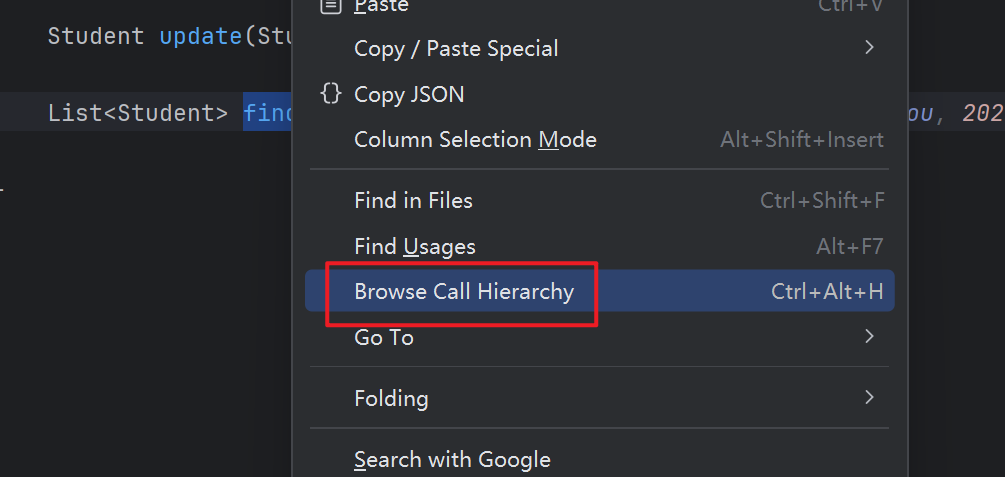 Paste Ctrl+V
Student update(Stu
Copy / Paste Special
{} Copy JSON
List<Student> find ou, 202
Column Selection Mode Alt+Shift+Insert
Find in Files Ctrl+Shift+F
Find Usages Alt+F7
Browse Call Hierarchy Ctrl+Alt+H
Go To
Folding
Search with Google